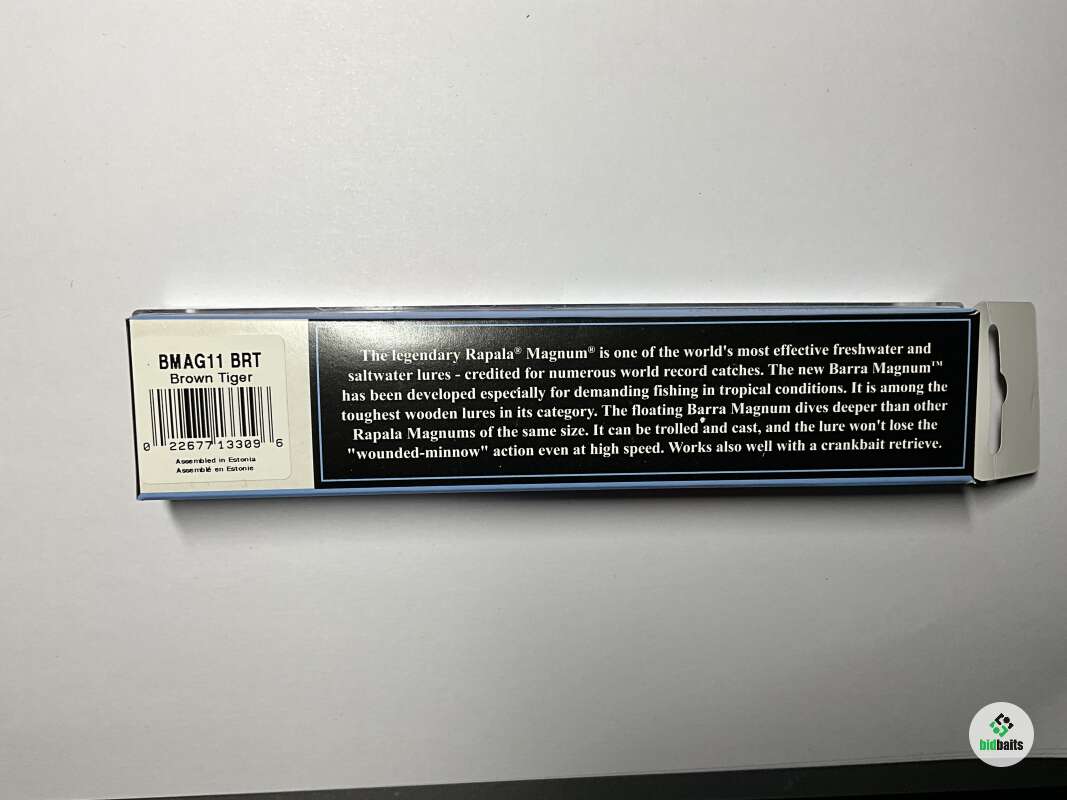 BMAG11 BRT
Brown Tiger
0 22677 13309 6
Assembled in Estonia
Assemblé en Estonie
The legendary Rapala® Magnum® is one of the world's most effective freshwater and
saltwater lures - credited for numerous world record catches. The new Barra Magnum™
has been developed especially for demanding fishing in tropical conditions. It is among the
toughest wooden lures in its category. The floating Barra Magnum dives deeper than other
Rapala Magnums of the same size. It can be trolled and cast, and the lure won't lose the
"wounded-minnow" action even at high speed. Works also well with a crankbait retrieve.
bidbaits